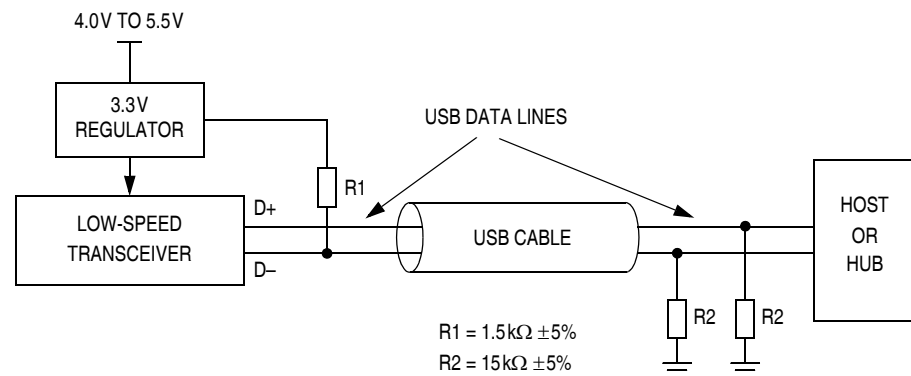 4.0V TO 5.5V
3.3V
REGULATOR
USB DATA LINES
R1
D+
LOW-SPEED
TRANSCEIVER
D–
USB CABLE
HOST
OR
HUB
R2
R2
R1 = 1.5kΩ ±5%
R2 = 15kΩ ±5%